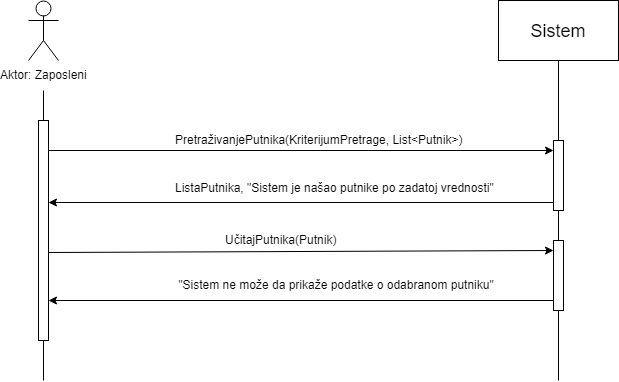 Sistem
Aktor: Zaposleni
PretraživanjePutnika(KriterijumPretrage, List<Putnik>)
ListaPutnika, "Sistem je našao putnike po zadatoj vrednosti"
UčitajPutnika(Putnik)
"Sistem ne može da prikaže podatke o odabranom putniku"